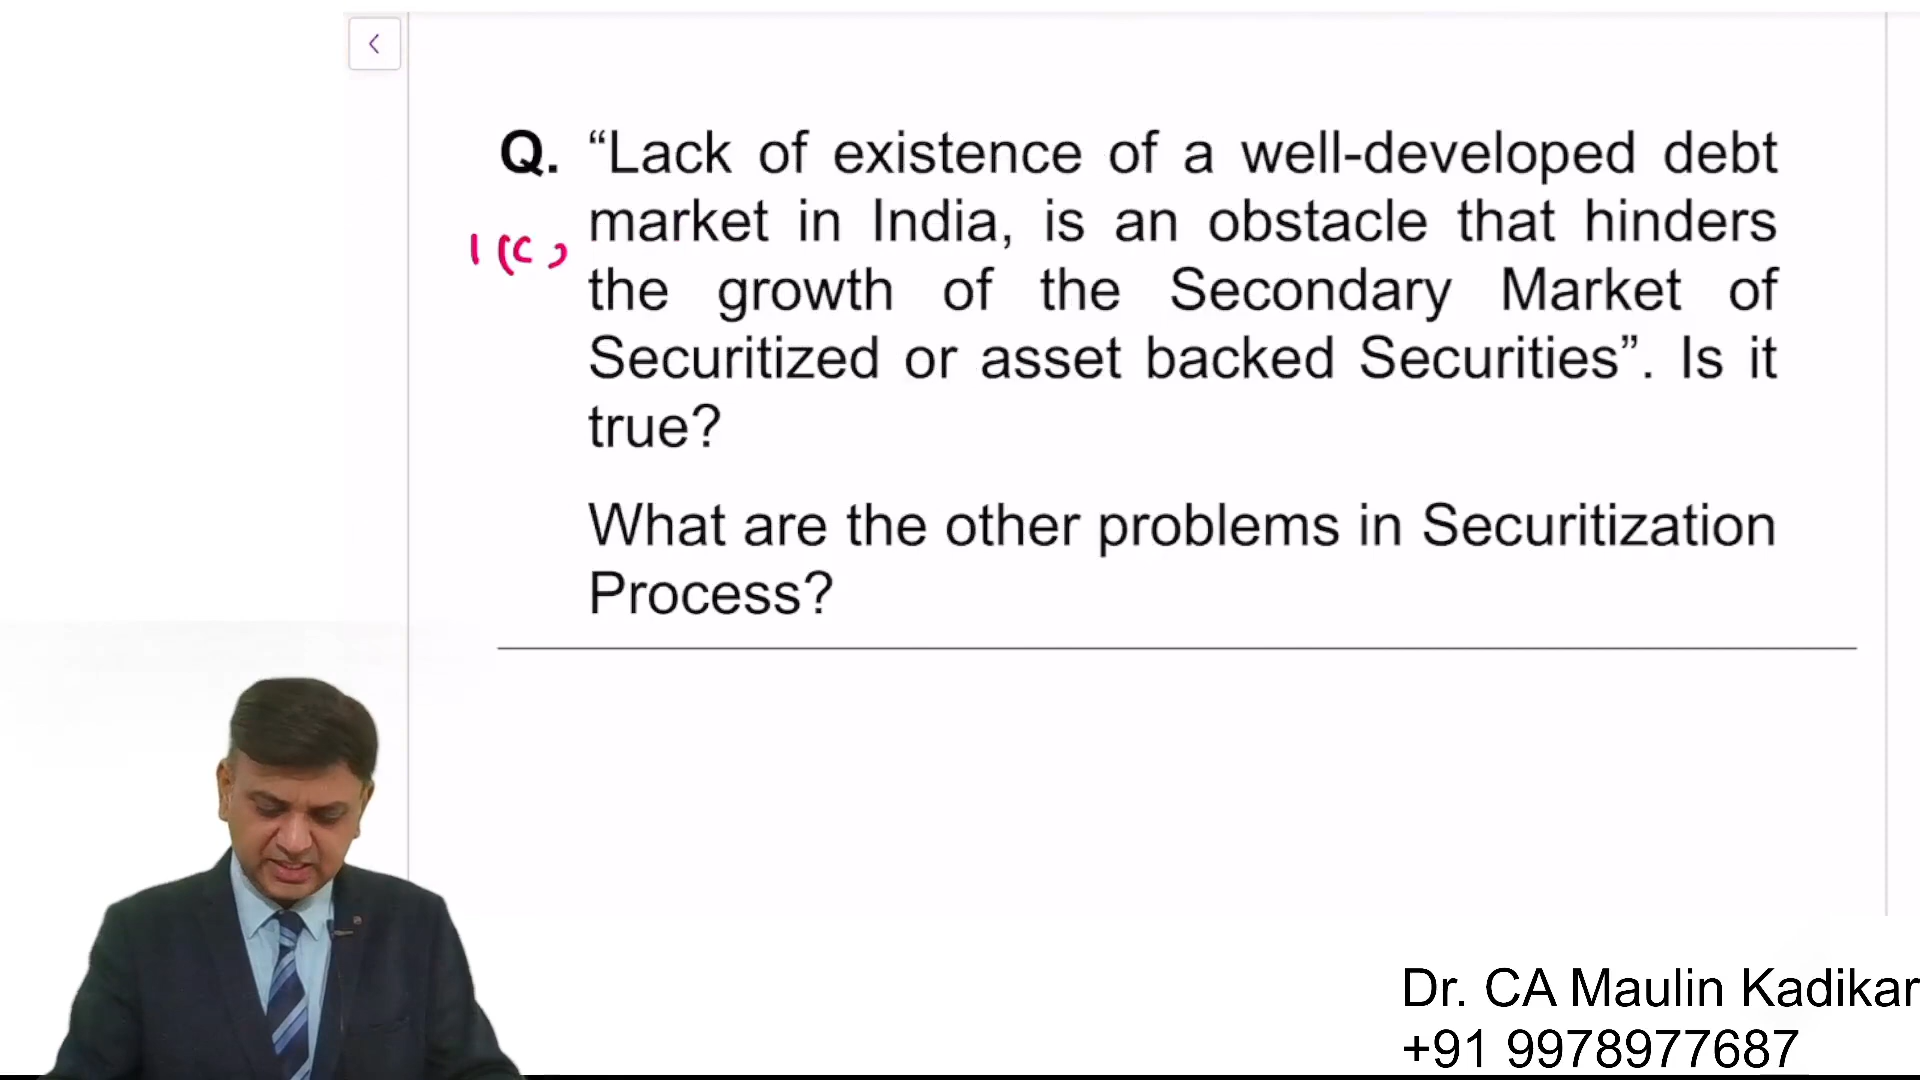 Q. “Lack of existence of a well-developed debt
market in India, is an obstacle that hinders
1 (c)
the growth of the Secondary Market of
Securitized or asset backed Securities”. Is it
true?
What are the other problems in Securitization
Process?
Dr. CA Maulin Kadikar
+91 9978977687